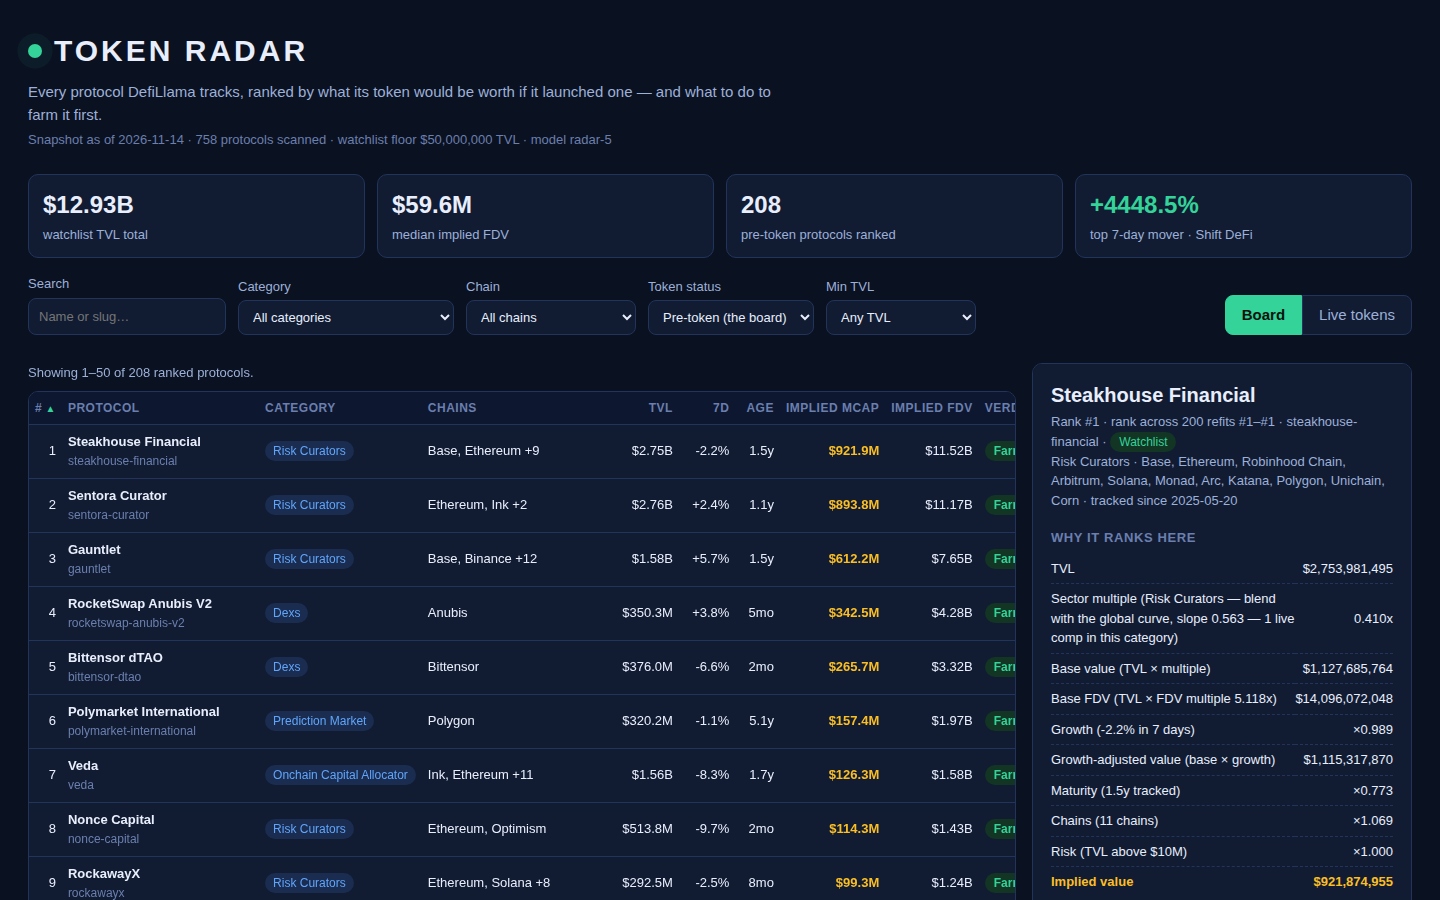 TOKEN RADAR
Every protocol DefiLlama tracks, ranked by what its token would be worth if it launched one — and what to do to
farm it first.
Snapshot as of 2026-11-14 · 758 protocols scanned · watchlist floor $50,000,000 TVL · model radar-5
$12.93B
watchlist TVL total
$59.6M
median implied FDV
208
pre-token protocols ranked
+4448.5%
top 7-day mover · Shift DeFi
Search
Name or slug…
Category
All categories
Chain
All chains
Token status
Pre-token (the board)
Min TVL
Any TVL
Board
Live tokens
Showing 1–50 of 208 ranked protocols.
# ▲ PROTOCOL CATEGORY CHAINS TVL 7D AGE IMPLIED MCAP IMPLIED FDV
1 Steakhouse Financial Risk Curators Base, Ethereum +9 $2.75B -2.2% 1.5y $921.9M $11.52B
steakhouse-financial
2 Sentora Curator Risk Curators Ethereum, Ink +2 $2.76B +2.4% 1.1y $893.8M $11.17B
sentora-curator
3 Gauntlet Risk Curators Base, Binance +12 $1.58B +5.7% 1.5y $612.2M $7.65B
gauntlet
4 RocketSwap Anubis V2 Dexs Anubis $350.3M +3.8% 5mo $342.5M $4.28B
rocketswap-anubis-v2
5 Bittensor dTAO Dexs Bittensor $376.0M -6.6% 2mo $265.7M $3.32B
bittensor-dtao
6 Polymarket International Prediction Market Polygon $320.2M -1.1% 5.1y $157.4M $1.97B
polymarket-international
7 Veda Onchain Capital Allocator Ink, Ethereum +11 $1.56B -8.3% 1.7y $126.3M $1.58B
veda
8 Nonce Capital Risk Curators Ethereum, Optimism $513.8M -9.7% 2mo $114.3M $1.43B
nonce-capital
9 RockawayX Risk Curators Ethereum, Solana +8 $292.5M -2.5% 8mo $99.3M $1.24B
rockawayx
Steakhouse Financial
Rank #1 · rank across 200 refits #1–#1 · steakhouse-
financial · Watchlist
Risk Curators · Base, Ethereum, Robinhood Chain,
Arbitrum, Solana, Monad, Arc, Katana, Polygon, Unichain,
Corn · tracked since 2025-05-20
WHY IT RANKS HERE
TVL $2,753,981,495
Sector multiple (Risk Curators — blend
with the global curve, slope 0.563 — 1 live
comp in this category) 0.410x
Base value (TVL × multiple) $1,127,685,764
Base FDV (TVL × FDV multiple 5.118x) $14,096,072,048
Growth (-2.2% in 7 days) ×0.989
Growth-adjusted value (base × growth) $1,115,317,870
Maturity (1.5y tracked) ×0.773
Chains (11 chains) ×1.069
Risk (TVL above $10M) ×1.000
Implied value $921,874,955